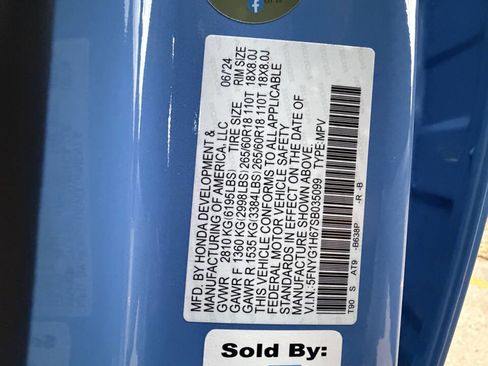 MFD. BY HONDA DEVELOPMENT &
MANUFACTURING OF AMERICA, LLC 06/24
GVWR 2810 KG(6195LBS) TIRE SIZE RIM SIZE
GAWR F 1360 KG(2998LBS) 265/60R18 110T 18X8.0J
GAWR R 1535 KG(3384LBS) 265/60R18 110T 18X8.0J
THIS VEHICLE CONFORMS TO ALL APPLICABLE
FEDERAL MOTOR VEHICLE SAFETY
STANDARDS IN EFFECT ON THE DATE OF
MANUFACTURE SHOWN ABOVE.
V.I.N. 5FNYG1H67SB035099 TYPE-MPV
T90 S AT9 -B638P -R -B
Sold By: